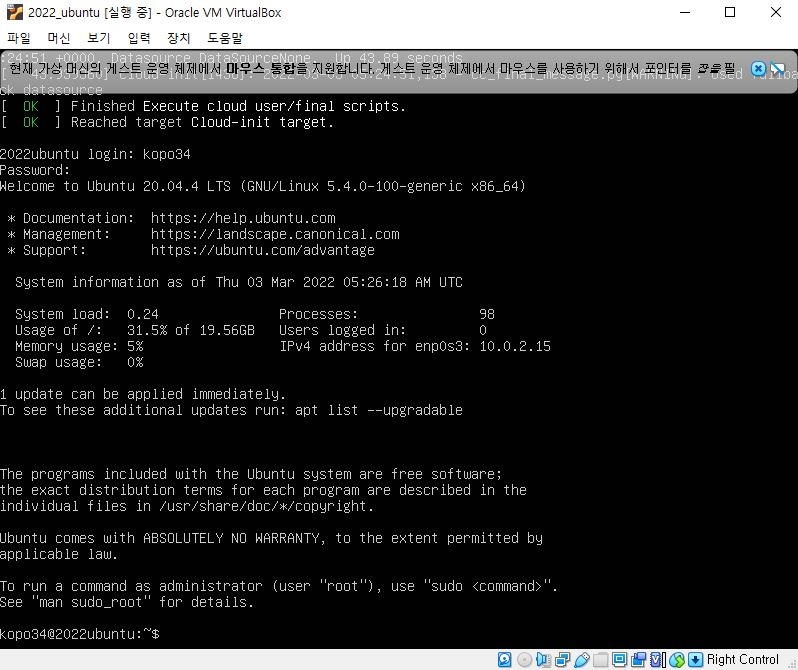 2022_ubuntu [실행 중] - Oracle VM VirtualBox
파일 머신 보기 입력 장치 도움말
:24:51 +0000. Datasource DataSourceNone. Up 43.89 seconds
현재 가상 머신의 게스트 운영 체제에서 마우스 통합을 지원합니다. 게스트 운영 체제에서 마우스를 사용하기 위해서 포인터를 잡을 필
ck datasource
[ OK ] Finished Execute cloud user/final scripts.
[ OK ] Reached target Cloud-init target.
2022ubuntu login: kopo34
Password:
Welcome to Ubuntu 20.04.4 LTS (GNU/Linux 5.4.0-100-generic x86_64)
* Documentation: https://help.ubuntu.com
* Management: https://landscape.canonical.com
* Support: https://ubuntu.com/advantage
System information as of Thu 03 Mar 2022 05:26:18 AM UTC
System load: 0.24 Processes: 98
Usage of /: 31.5% of 19.56GB Users logged in: 0
Memory usage: 5% IPv4 address for enp0s3: 10.0.2.15
Swap usage: 0%
1 update can be applied immediately.
To see these additional updates run: apt list --upgradable
The programs included with the Ubuntu system are free software;
the exact distribution terms for each program are described in the
individual files in /usr/share/doc/*/copyright.
Ubuntu comes with ABSOLUTELY NO WARRANTY, to the extent permitted by
applicable law.
To run a command as administrator (user "root"), use "sudo <command>".
See "man sudo_root" for details.
kopo34@2022ubuntu:~$
Right Control